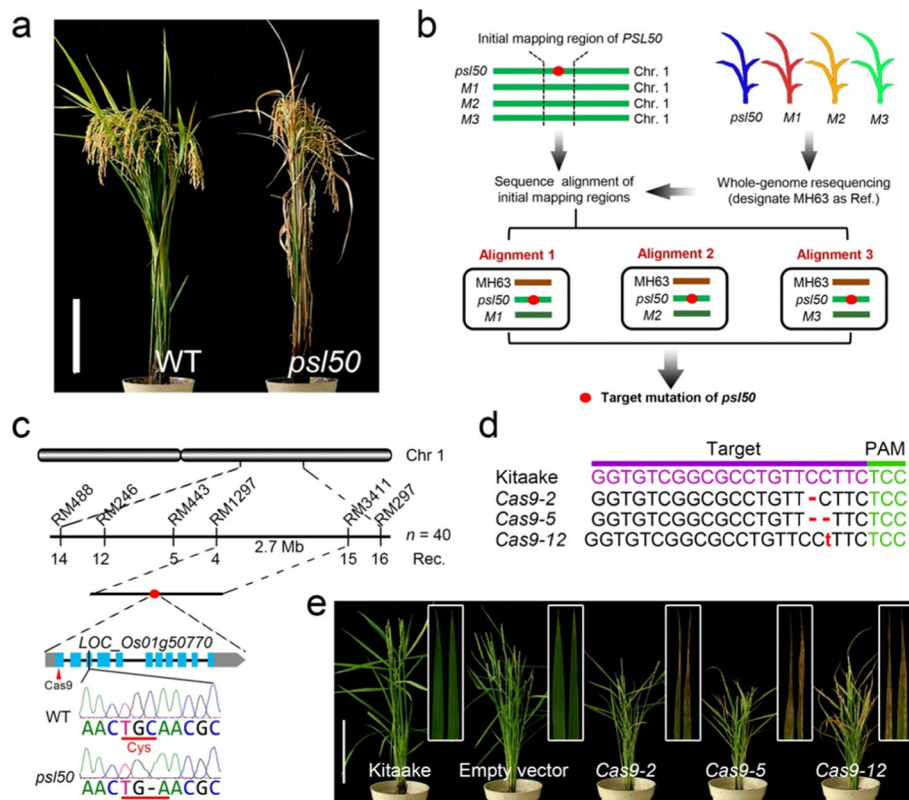 a
WT
psl50
b
Initial mapping region of PSL50
psl50 Chr. 1
M1 Chr. 1
M2 Chr. 1
M3 Chr. 1
psl50 M1 M2 M3
Sequence alignment of
initial mapping regions
Whole-genome resequencing
(designate MH63 as Ref.)
Alignment 1 Alignment 2 Alignment 3
MH63 MH63 MH63
psl50 psl50 psl50
M1 M2 M3
Target mutation of psl50
c
Chr 1
RM488 RM246 RM443 RM1297 RM3411 RM297
n = 40
2.7 Mb
14 12 5 4 15 16 Rec.
LOC_Os01g50770
Cas9
WT
AACTGCAACGC
Cys
psl50
AACTG-AACGC
d
Target PAM
Kitaake GGTGTCGGCGCCTGTTCCTTCTCC
Cas9-2 GGTGTCGGCGCCTGTT-CTTCTCC
Cas9-5 GGTGTCGGCGCCTGTT--TTCTCC
Cas9-12 GGTGTCGGCGCCTGTTCCtTTCTCC
e
Kitaake Empty vector Cas9-2 Cas9-5 Cas9-12